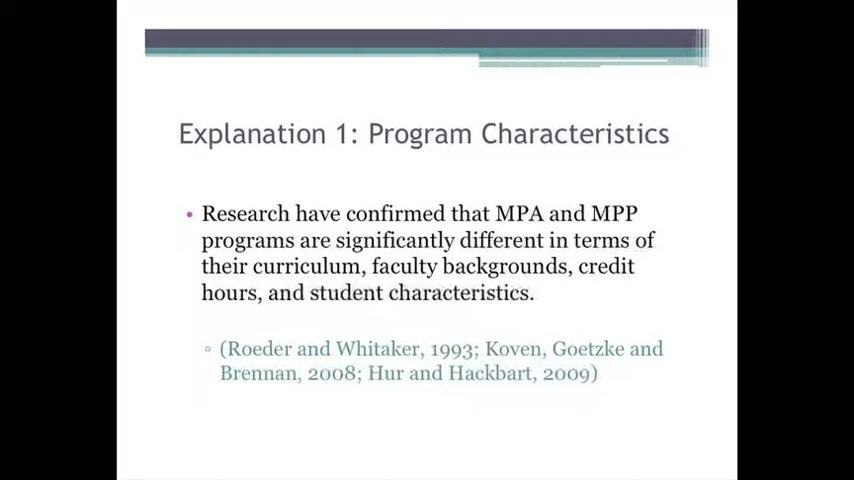 Explanation 1: Program Characteristics
• Research have confirmed that MPA and MPP
programs are significantly different in terms of
their curriculum, faculty backgrounds, credit
hours, and student characteristics.
▫ (Roeder and Whitaker, 1993; Koven, Goetzke and
Brennan, 2008; Hur and Hackbart, 2009)